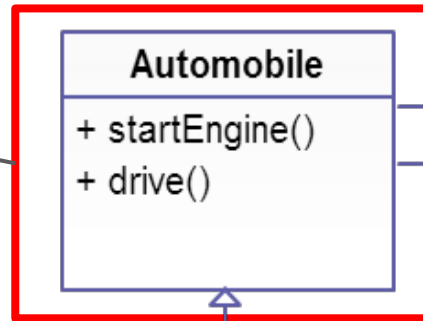 Automobile
+ startEngine()
+ drive()